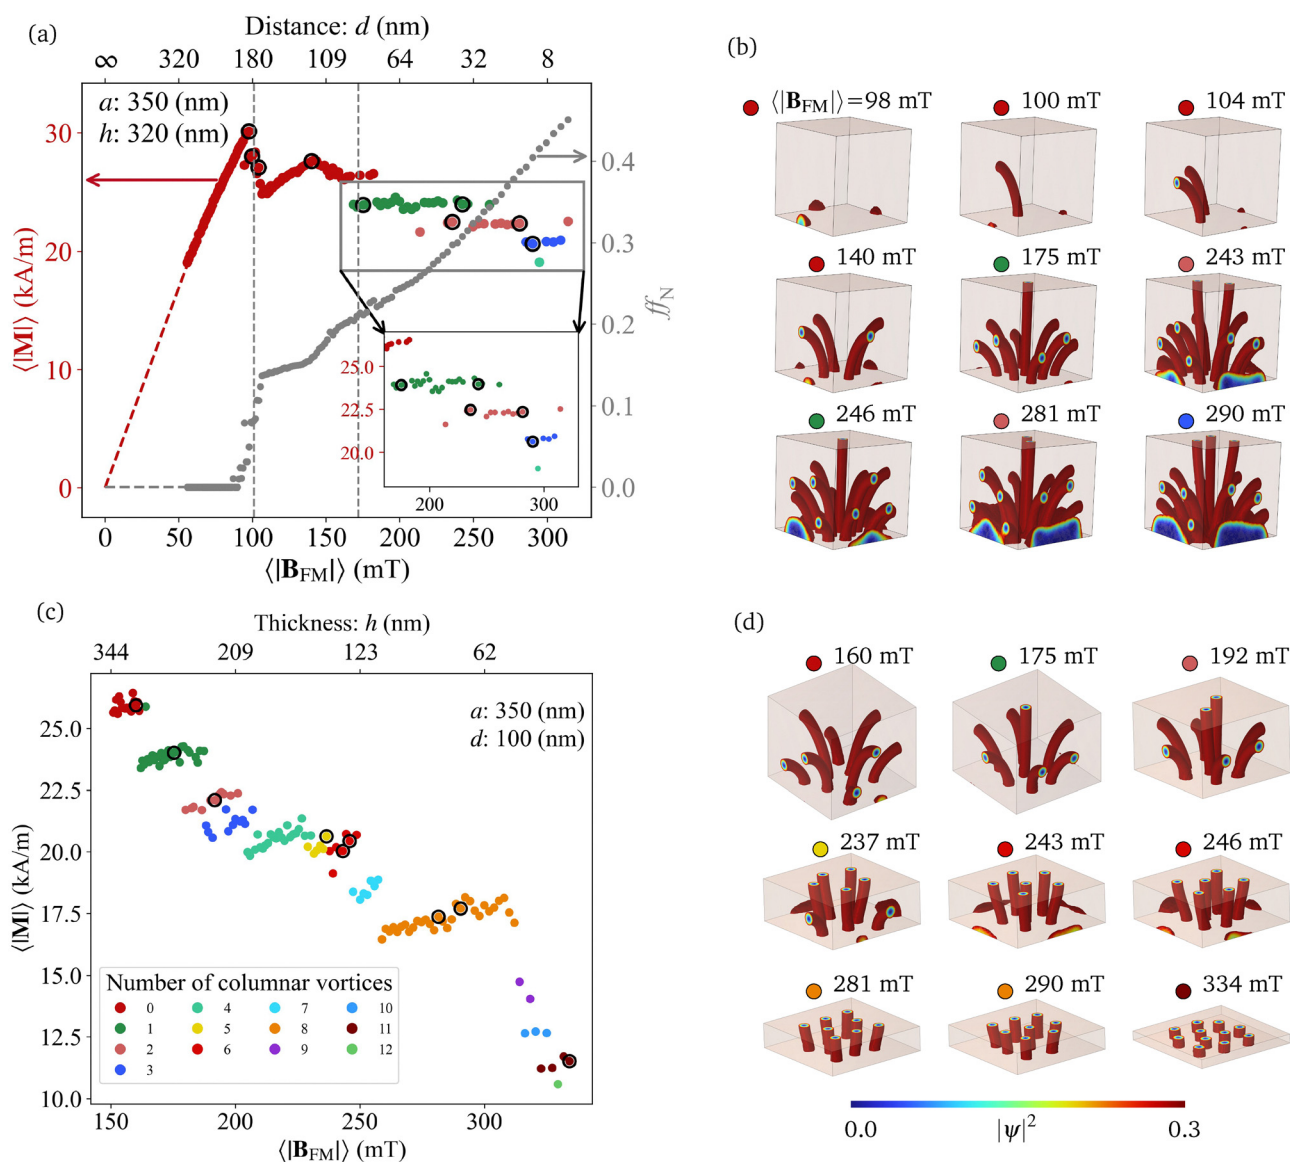 (a)
Distance: d (nm)
∞ 320 180 109 64 32 8
a: 350 (nm)
h: 320 (nm)
30
20
10
0
⟨|M|⟩ (kA/m)
0.4
0.3
0.2
0.1
0.0
ff_N
25.0
22.5
20.0
200 300
0 50 100 150 200 250 300
⟨|B_FM|⟩ (mT)
(b)
⟨|B_FM|⟩=98 mT 100 mT 104 mT
140 mT 175 mT 243 mT
246 mT 281 mT 290 mT
(c)
Thickness: h (nm)
344 209 123 62
a: 350 (nm)
d: 100 (nm)
25.0
22.5
20.0
17.5
15.0
12.5
10.0
⟨|M|⟩ (kA/m)
Number of columnar vortices
0 4 7 10
1 5 8 11
2 6 9 12
3
150 200 250 300
⟨|B_FM|⟩ (mT)
(d)
160 mT 175 mT 192 mT
237 mT 243 mT 246 mT
281 mT 290 mT 334 mT
0.0 |ψ|² 0.3